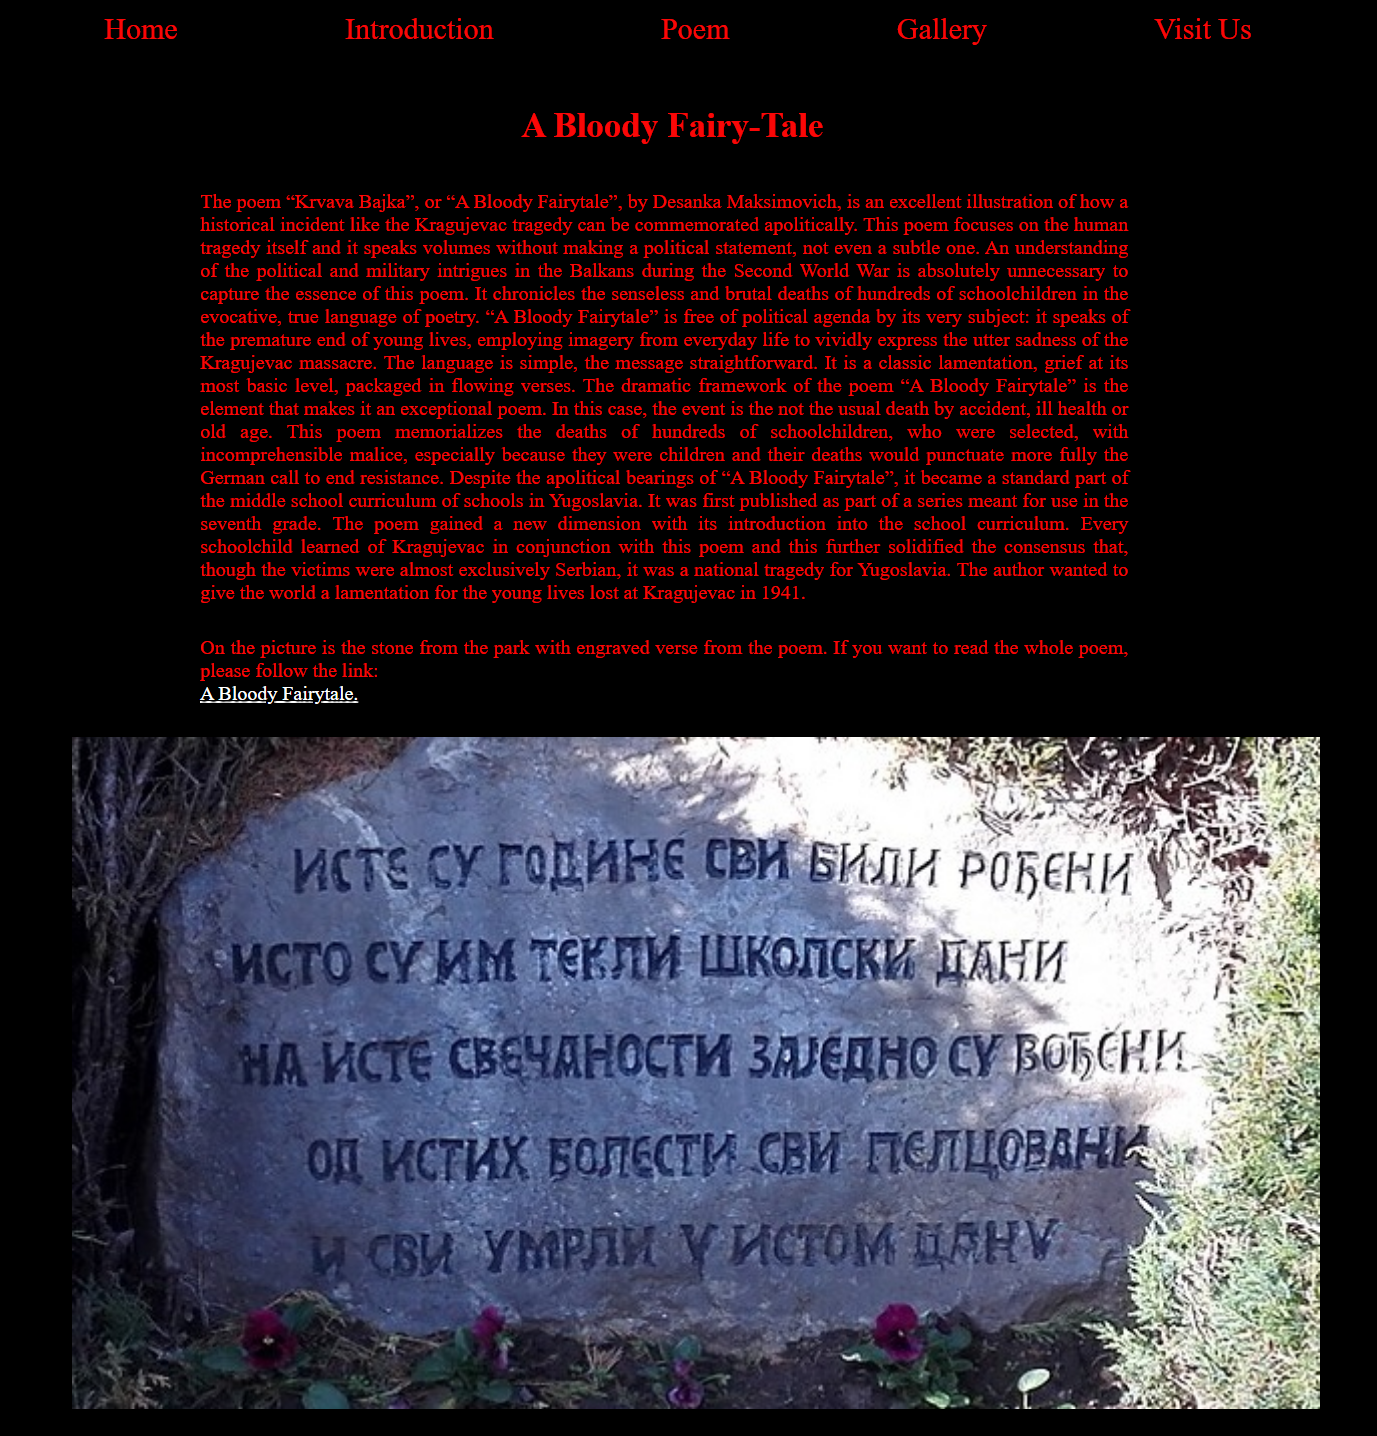 Home
Introduction
Poem
Gallery
Visit Us
A Bloody Fairy-Tale
The poem “Krvava Bajka”, or “A Bloody Fairytale”, by Desanka Maksimovich, is an excellent illustration of how a
historical incident like the Kragujevac tragedy can be commemorated apolitically. This poem focuses on the human
tragedy itself and it speaks volumes without making a political statement, not even a subtle one. An understanding
of the political and military intrigues in the Balkans during the Second World War is absolutely unnecessary to
capture the essence of this poem. It chronicles the senseless and brutal deaths of hundreds of schoolchildren in the
evocative, true language of poetry. “A Bloody Fairytale” is free of political agenda by its very subject: it speaks of
the premature end of young lives, employing imagery from everyday life to vividly express the utter sadness of the
Kragujevac massacre. The language is simple, the message straightforward. It is a classic lamentation, grief at its
most basic level, packaged in flowing verses. The dramatic framework of the poem “A Bloody Fairytale” is the
element that makes it an exceptional poem. In this case, the event is the not the usual death by accident, ill health or
old age. This poem memorializes the deaths of hundreds of schoolchildren, who were selected, with
incomprehensible malice, especially because they were children and their deaths would punctuate more fully the
German call to end resistance. Despite the apolitical bearings of “A Bloody Fairytale”, it became a standard part of
the middle school curriculum of schools in Yugoslavia. It was first published as part of a series meant for use in the
seventh grade. The poem gained a new dimension with its introduction into the school curriculum. Every
schoolchild learned of Kragujevac in conjunction with this poem and this further solidified the consensus that,
though the victims were almost exclusively Serbian, it was a national tragedy for Yugoslavia. The author wanted to
give the world a lamentation for the young lives lost at Kragujevac in 1941.
On the picture is the stone from the park with engraved verse from the poem. If you want to read the whole poem,
please follow the link:
A Bloody Fairytale.
ИСТЕ СУ ГОДИНЕ СВИ БИЛИ РОЂЕНИ
ИСТО СУ ИМ ТЕКЛИ ШКОЛСКИ ДАНИ
НА ИСТЕ СВЕЧАНОСТИ ЗАЈЕДНО СУ ВОЂЕНИ
ОД ИСТИХ БОЛЕСТИ СВИ ПЕЛЦОВАНИ
И СВИ УМРЛИ У ИСТОМ ДАНУ